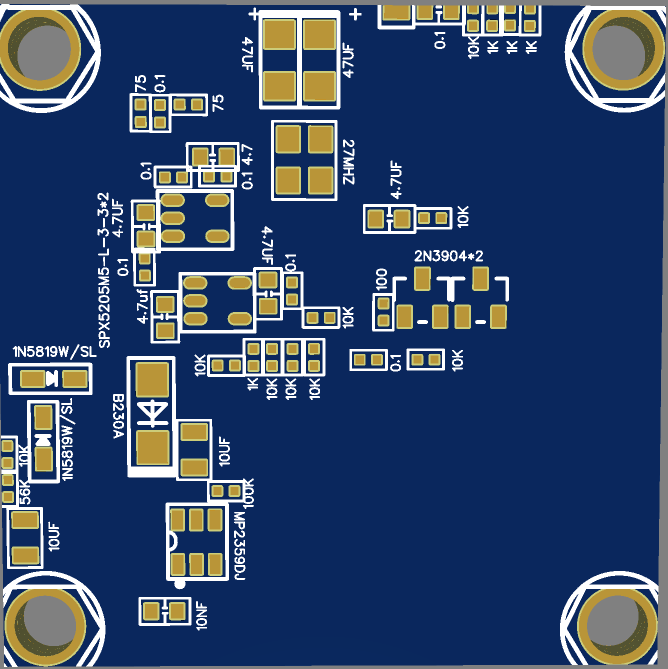 +
+
47UF
47UF
0.1
10K
1K
1K
1K
75
0.1
75
4.7
0.1
0.1
27MHZ
4.7UF
10K
SPX5205M5-L-3-3*2
4.7UF
0.1
4.7UF
0.1
4.7uf
10K
2N3904*2
100
0.1
10K
10K
1K
10K
10K
10K
1N5819W/SL
1N5819W/SL
B230A
10UF
10K
56K
100K
10UF
MP2359DJ
10NF